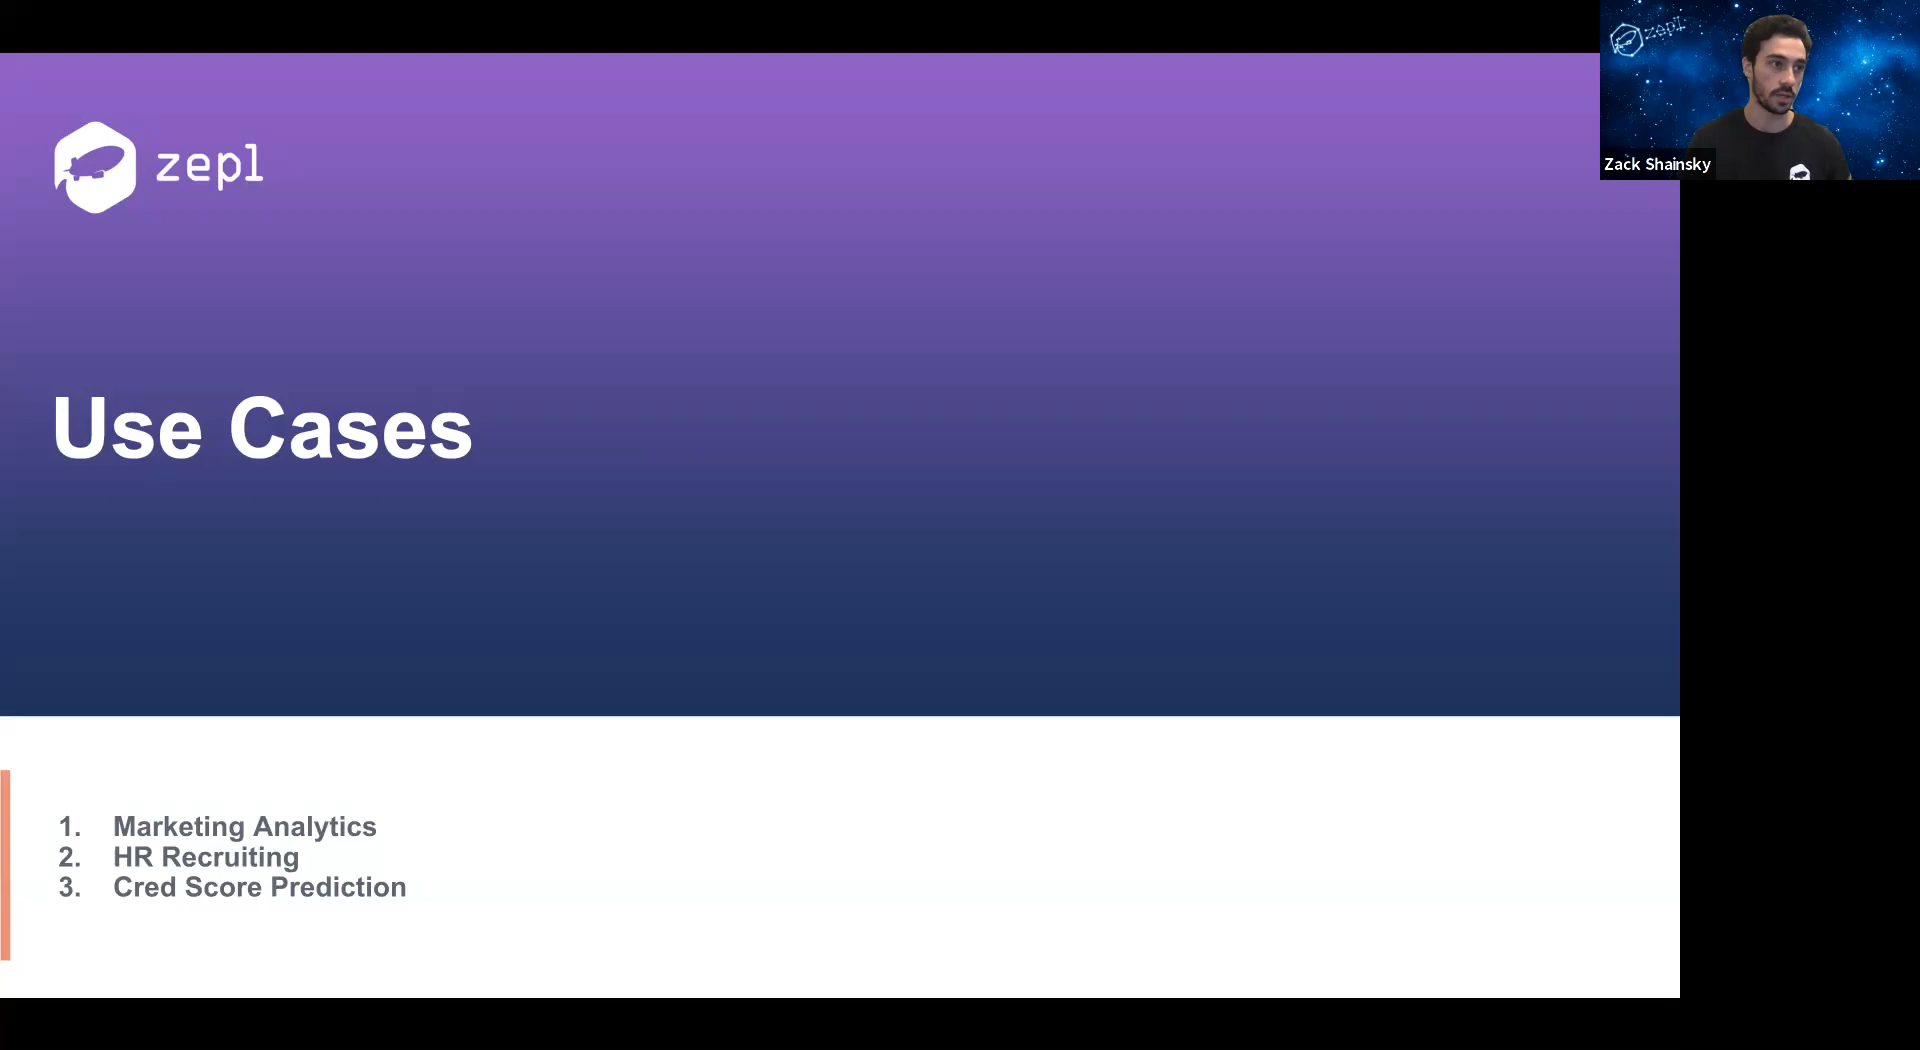 zepl
zepl
Zack Shainsky
Use Cases
1. Marketing Analytics
2. HR Recruiting
3. Cred Score Prediction